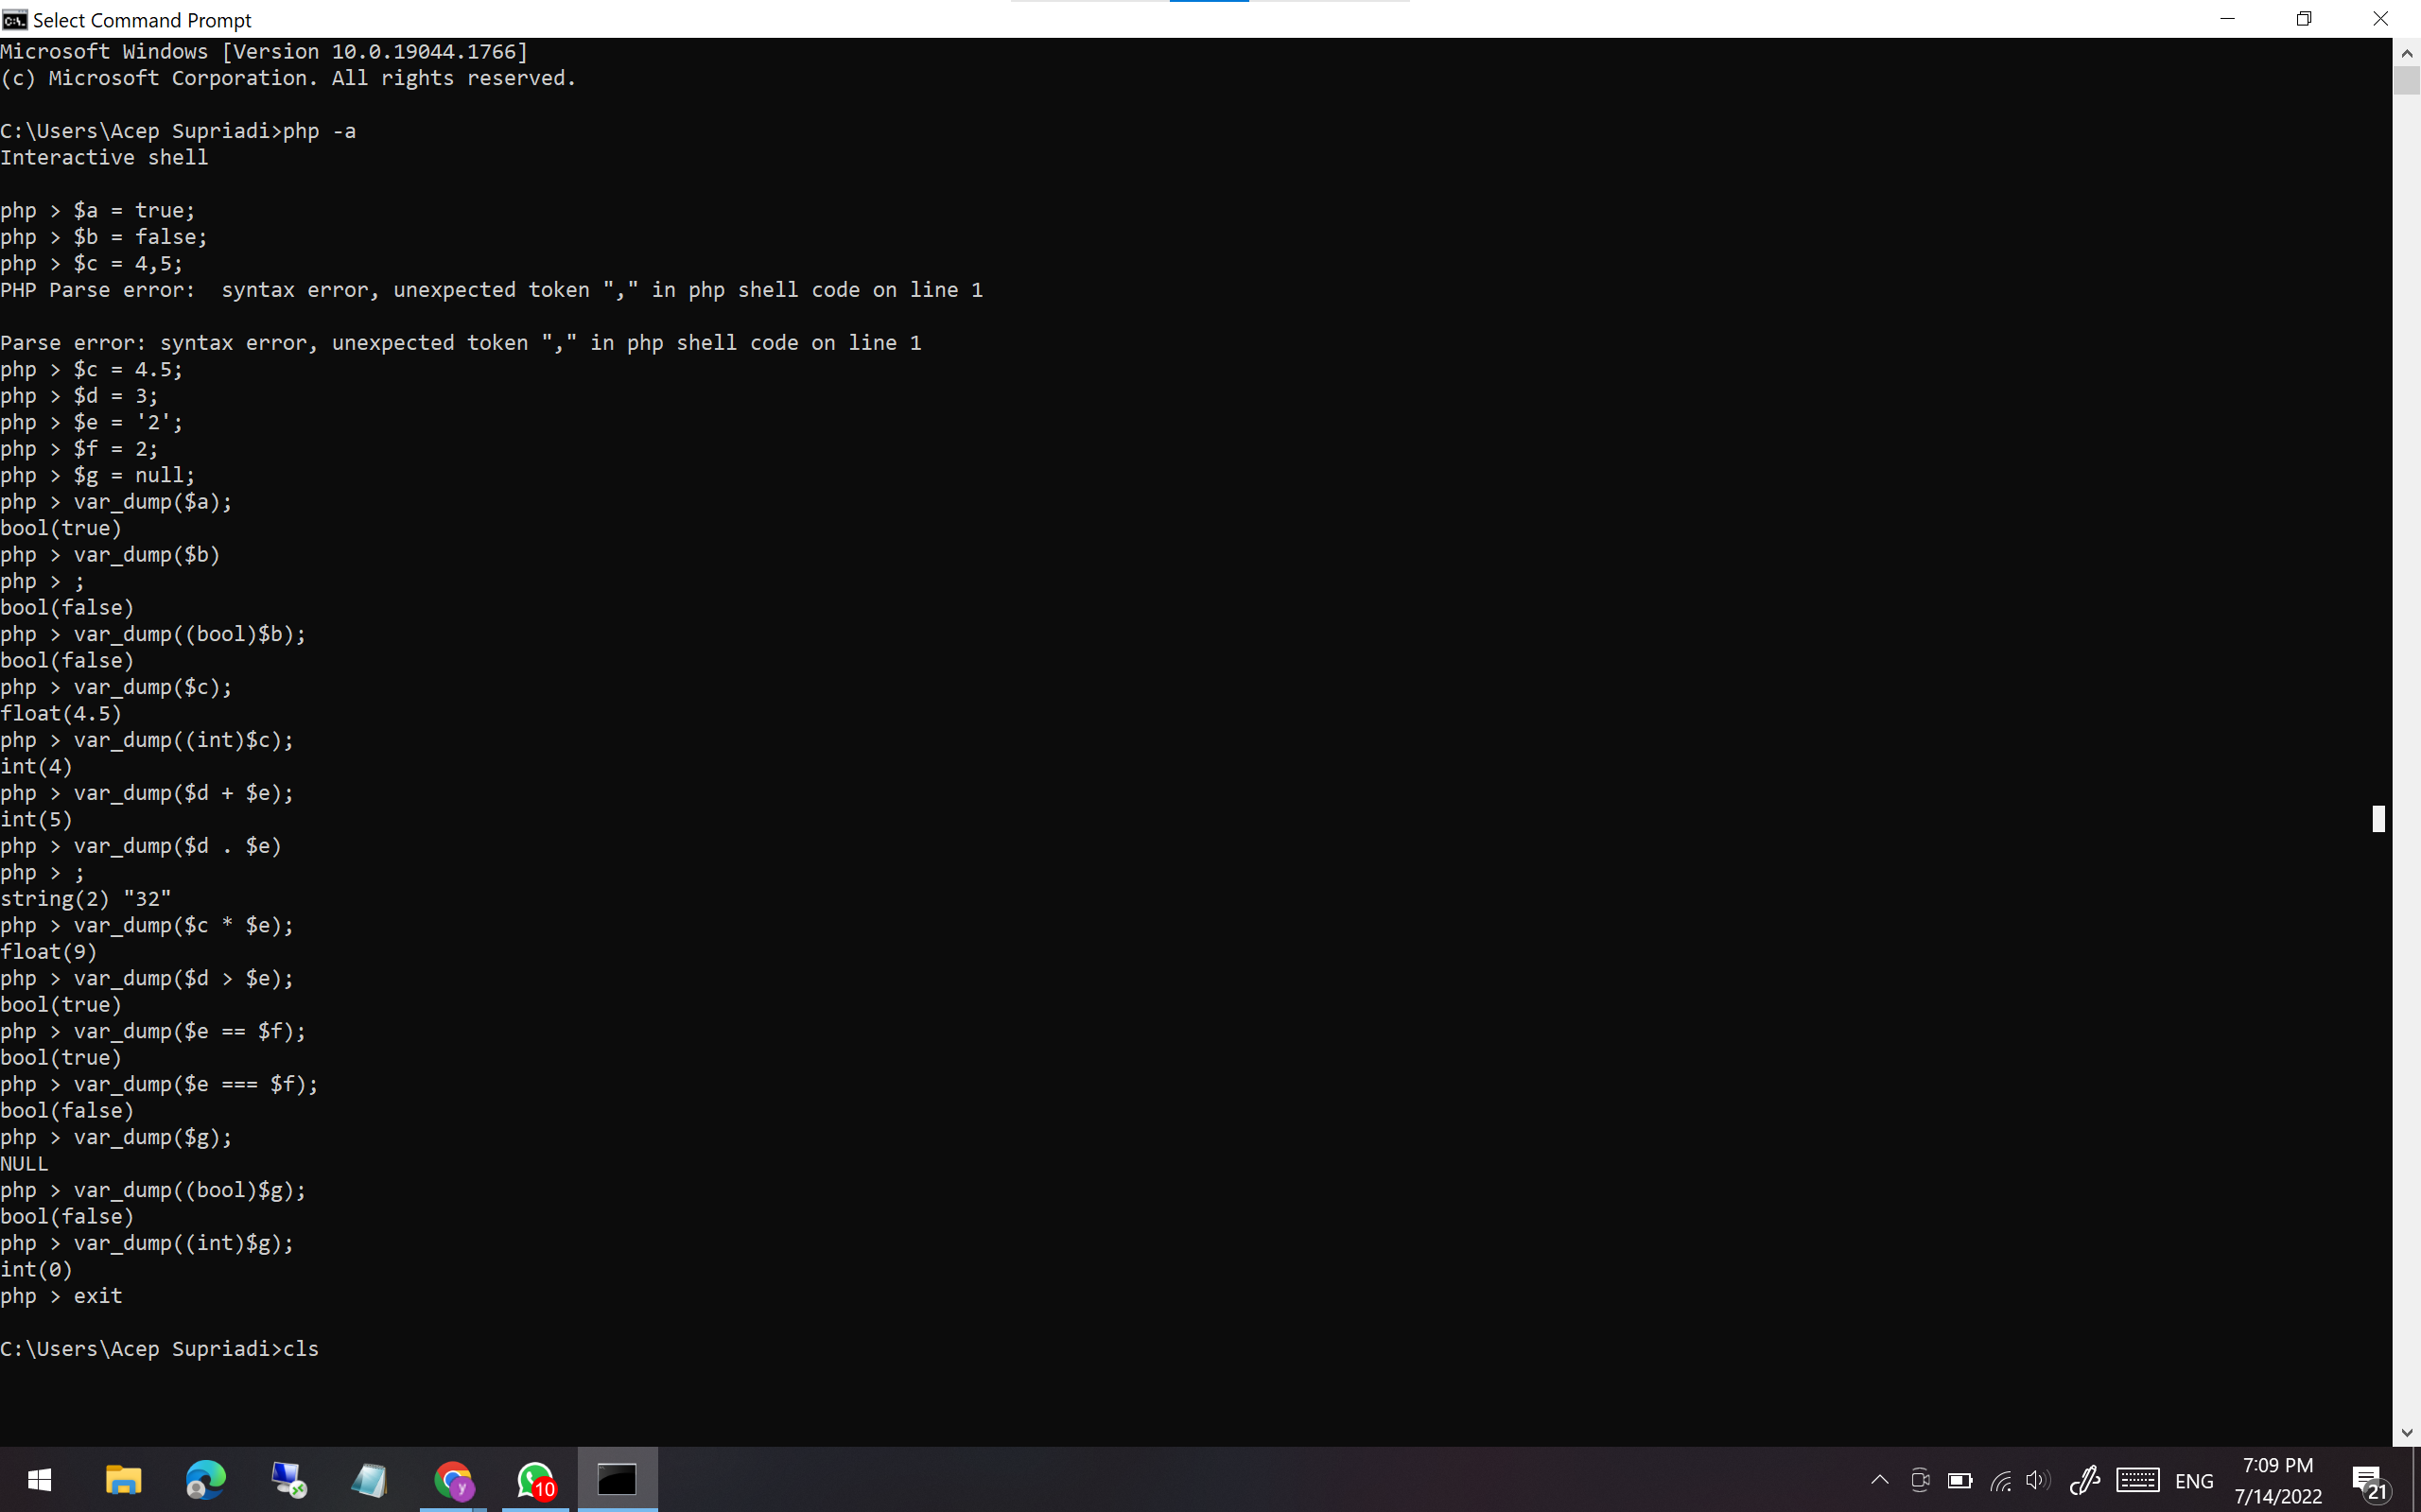 Select Command Prompt
Microsoft Windows [Version 10.0.19044.1766]
(c) Microsoft Corporation. All rights reserved.
C:\Users\Acep Supriadi>php -a
Interactive shell
php > $a = true;
php > $b = false;
php > $c = 4,5;
PHP Parse error:  syntax error, unexpected token "," in php shell code on line 1
Parse error: syntax error, unexpected token "," in php shell code on line 1
php > $c = 4.5;
php > $d = 3;
php > $e = '2';
php > $f = 2;
php > $g = null;
php > var_dump($a);
bool(true)
php > var_dump($b)
php > ;
bool(false)
php > var_dump((bool)$b);
bool(false)
php > var_dump($c);
float(4.5)
php > var_dump((int)$c);
int(4)
php > var_dump($d + $e);
int(5)
php > var_dump($d . $e)
php > ;
string(2) "32"
php > var_dump($c * $e);
float(9)
php > var_dump($d > $e);
bool(true)
php > var_dump($e == $f);
bool(true)
php > var_dump($e === $f);
bool(false)
php > var_dump($g);
NULL
php > var_dump((bool)$g);
bool(false)
php > var_dump((int)$g);
int(0)
php > exit
C:\Users\Acep Supriadi>cls
y
10
ENG
7:09 PM
7/14/2022
21